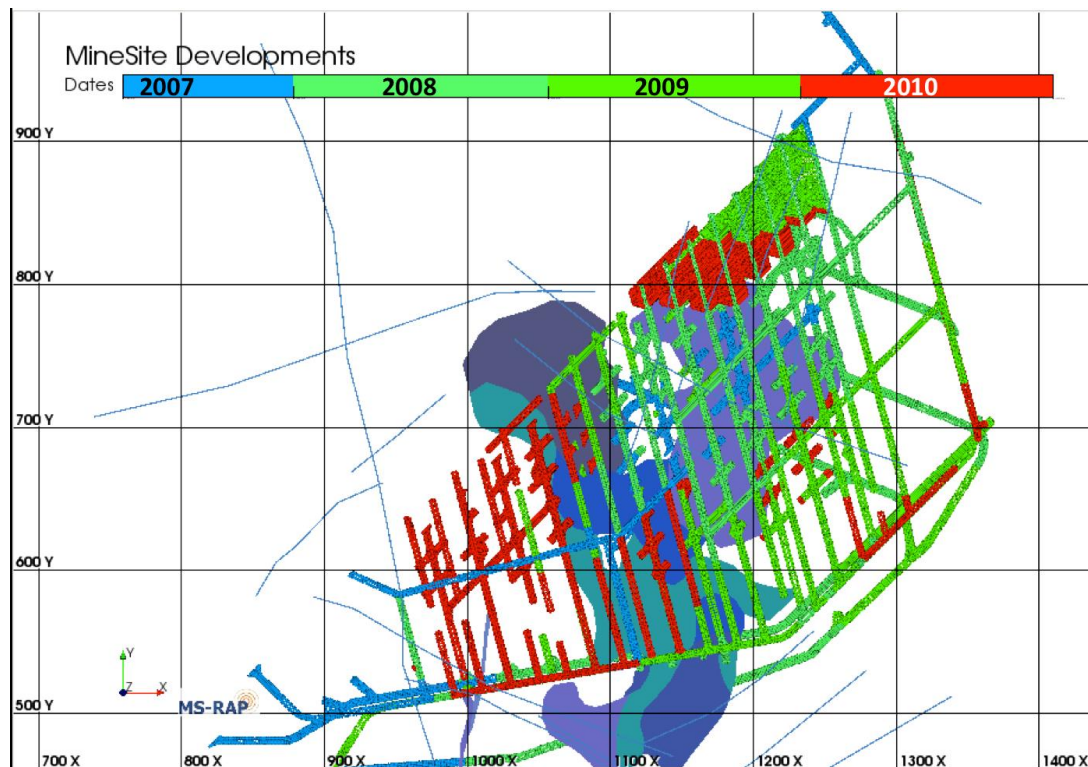 MineSite Developments
Dates 2007 2008 2009 2010
900 Y
800 Y
700 Y
600 Y
500 Y
Y
Z X
MS-RAP
700 X 800 X 900 X 1000 X 1100 X 1200 X 1300 X 1400 X